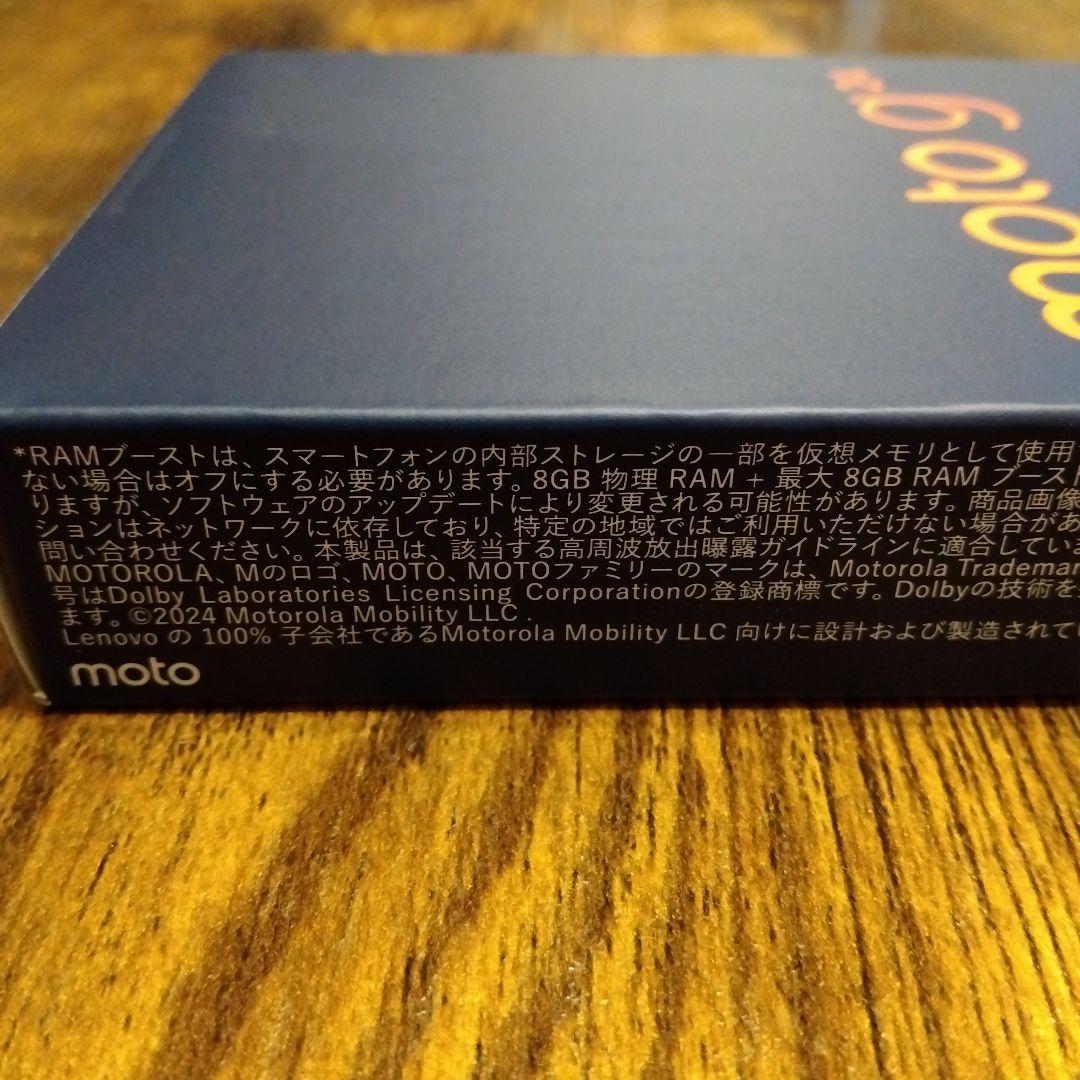 moto g
*RAMブーストは、スマートフォンの内部ストレージの一部を仮想メモリとして使用
ない場合はオフにする必要があります。8GB 物理 RAM + 最大 8GB RAM ブースト
りますが、ソフトウェアのアップデートにより変更される可能性があります。商品画像
ションはネットワークに依存しており、特定の地域ではご利用いただけない場合があ
問い合わせください。本製品は、該当する高周波放出曝露ガイドラインに適合していま
MOTOROLA、Mのロゴ、MOTO、MOTOファミリーのマークは、Motorola Trademar
号はDolby Laboratories Licensing Corporationの登録商標です。Dolbyの技術を
ます。©2024 Motorola Mobility LLC .
Lenovo の 100% 子会社であるMotorola Mobility LLC 向けに設計および製造されてい
moto